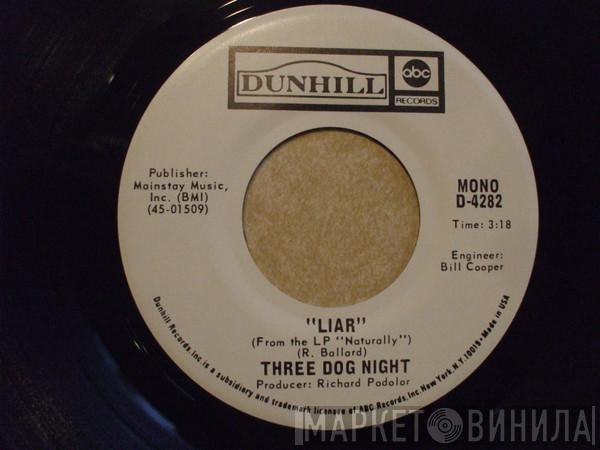 DUNHILL
abc
RECORDS
Publisher:
Mainstay Music,
Inc. (BMI)
(45-01509)
MONO
D-4282
Time: 3:18
Engineer:
Bill Cooper
"LIAR"
(From the LP "Naturally")
(R. Ballard)
THREE DOG NIGHT
Producer: Richard Podolor
Dunhill Records, Inc. is a subsidiary and trademark licensee of ABC Records, Inc. New York, N.Y. 10019 • Made in USA
МАРКЕТ ВИНИЛА